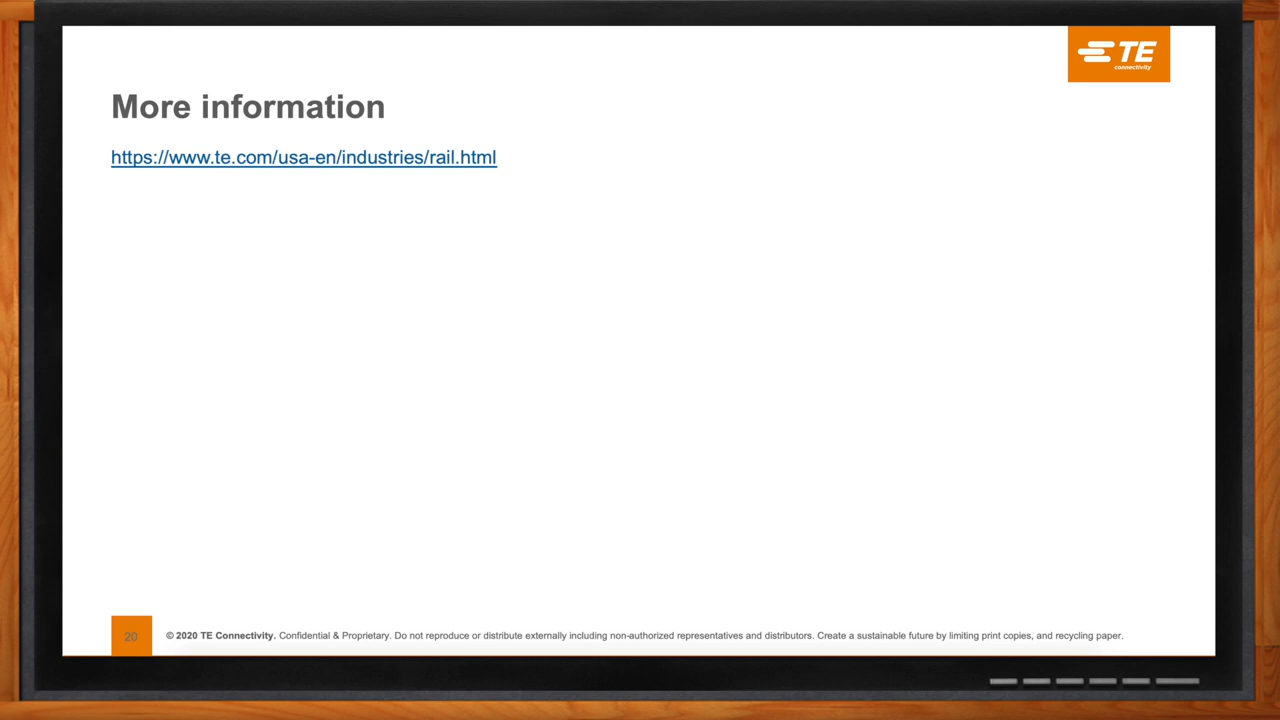 TE
connectivity
More information
https://www.te.com/usa-en/industries/rail.html
20
© 2020 TE Connectivity. Confidential & Proprietary. Do not reproduce or distribute externally including non-authorized representatives and distributors. Create a sustainable future by limiting print copies, and recycling paper.